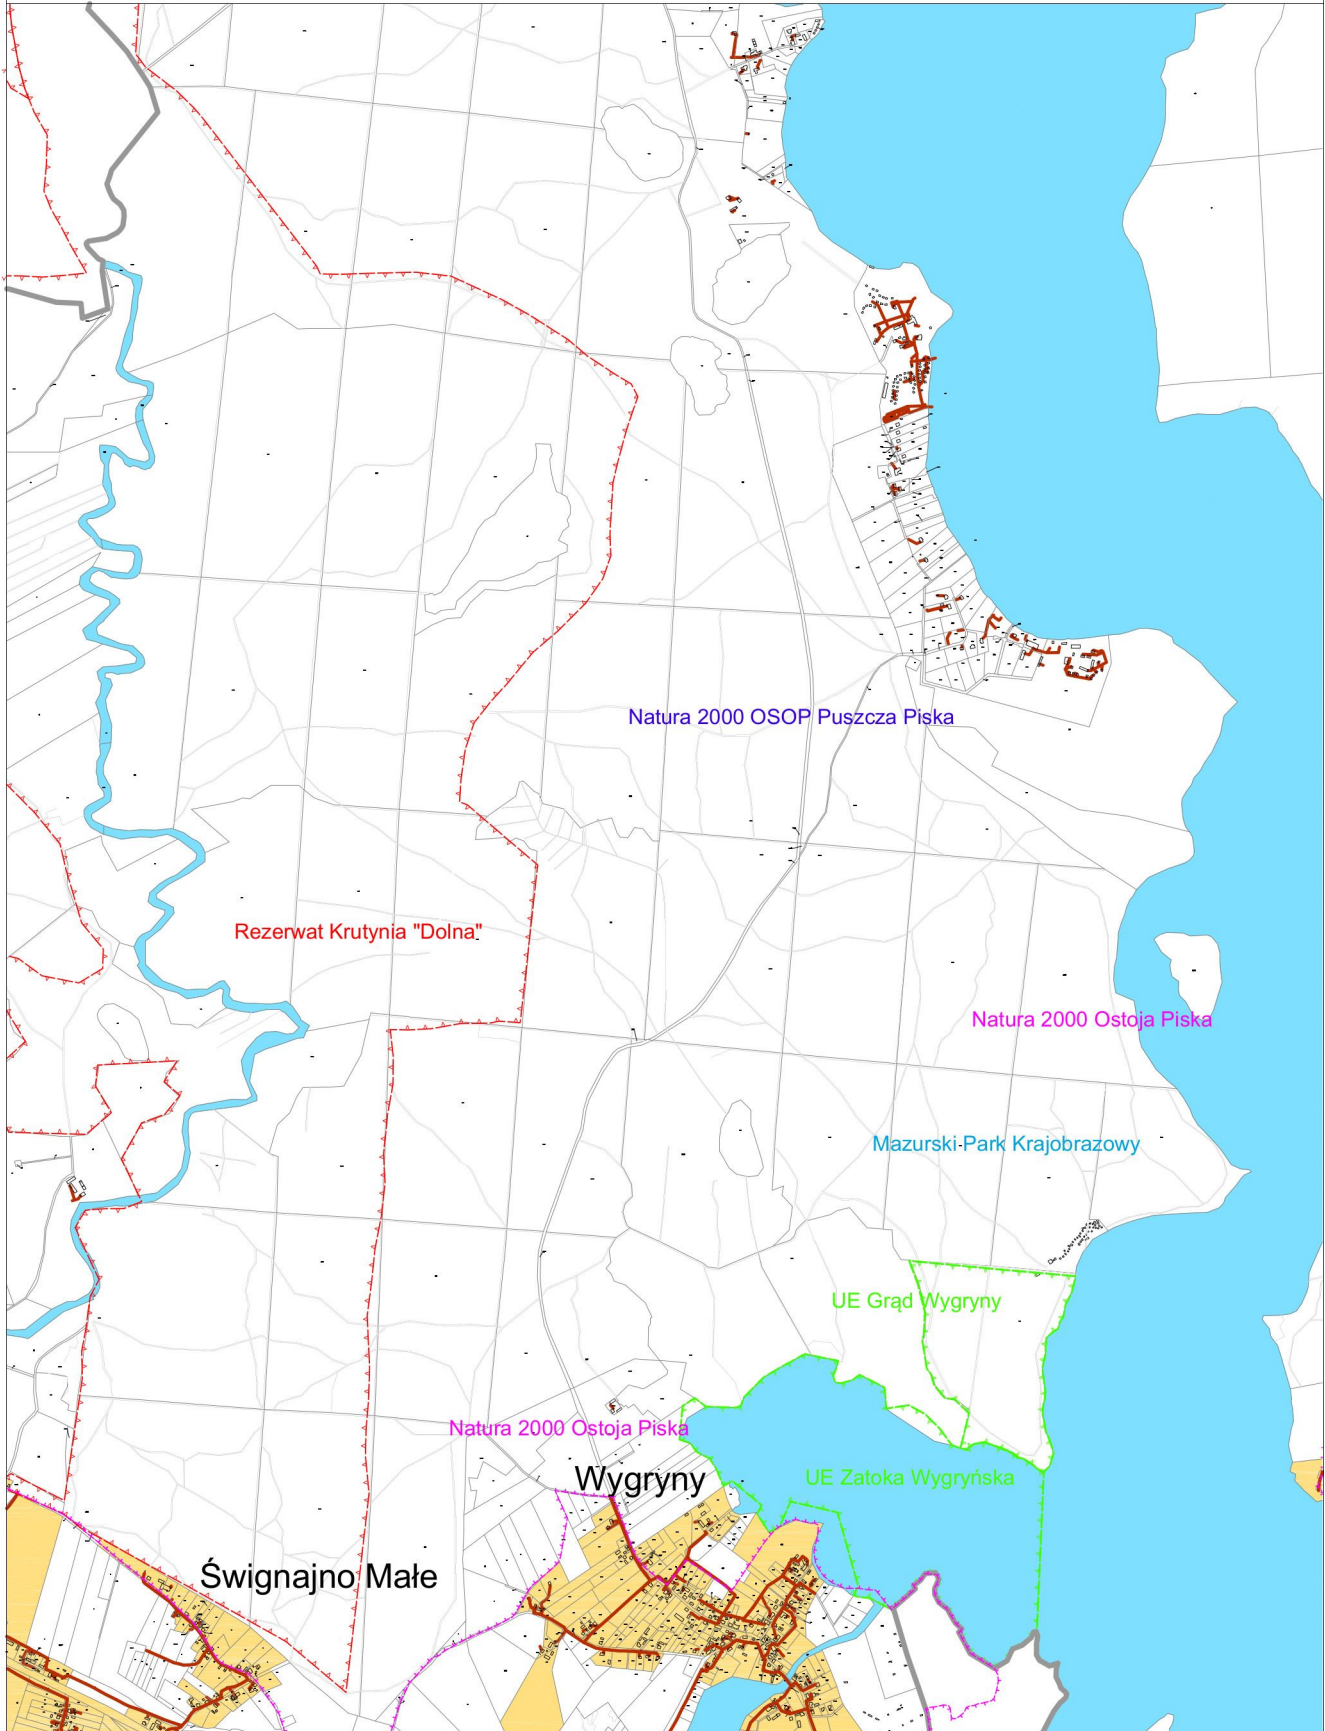 Natura 2000 OSOP Puszcza Piska
Rezerwat Krutynia "Dolna"
Natura 2000 Ostoja Piska
Mazurski Park Krajobrazowy
UE Grąd Wygryny
Natura 2000 Ostoja Piska
Wygryny
UE Zatoka Wygryńska
Śwignajno Małe